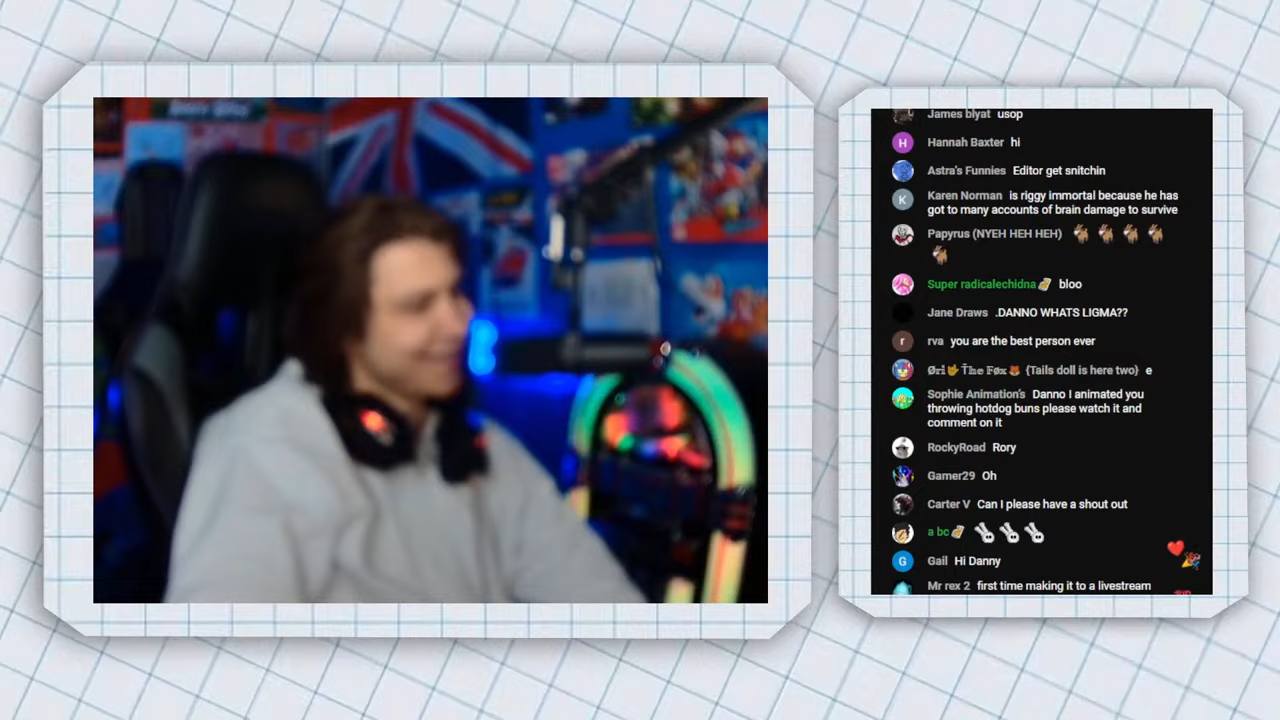 James blyat usop
Hannah Baxter hi
Astra's Funnies Editor get snitchin
Karen Norman is riggy immortal because he has
got to many accounts of brain damage to survive
Papyrus (NYEH HEH HEH)
Super radicalechidna bloo
Jane Draws .DANNO WHATS LIGMA??
rva you are the best person ever
Øri T̄he Føx {Tails doll is here two} e
Sophie Animation's Danno I animated you
throwing hotdog buns please watch it and
comment on it
RockyRoad Rory
Gamer29 Oh
Carter V Can I please have a shout out
a bc
Gail Hi Danny
Mr rex 2 first time making it to a livestream